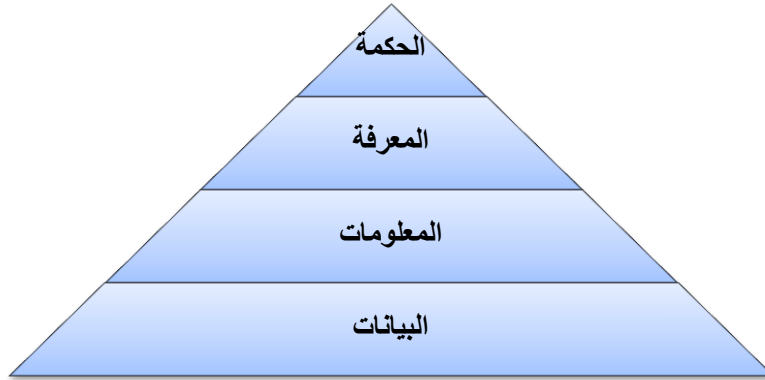 الحكمة
المعرفة
المعلومات
البيانات